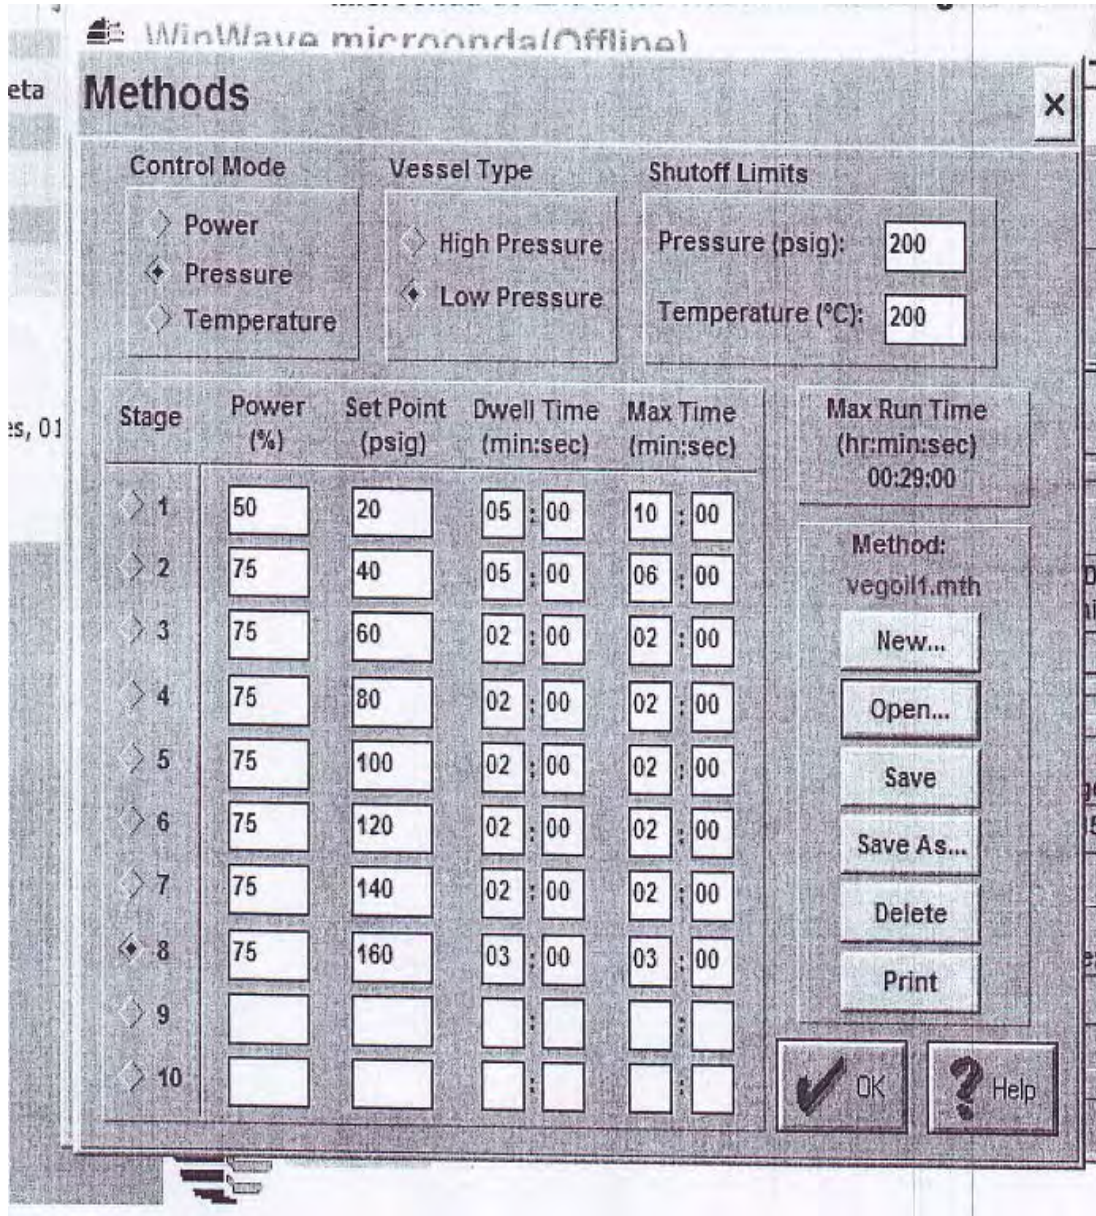 WinWave microonda(Offline)
eta
Methods
Control Mode
Power
Pressure
Temperature
Vessel Type
High Pressure
Low Pressure
Shutoff Limits
Pressure (psig): 200
Temperature (°C): 200
es, 01
Stage Power (%) Set Point (psig) Dwell Time (min:sec) Max Time (min:sec)
1 50 20 05 : 00 10 : 00
2 75 40 05 : 00 06 : 00
3 75 60 02 : 00 02 : 00
4 75 80 02 : 00 02 : 00
5 75 100 02 : 00 02 : 00
6 75 120 02 : 00 02 : 00
7 75 140 02 : 00 02 : 00
8 75 160 03 : 00 03 : 00
9 : :
10 : :
Max Run Time
(hr:min:sec)
00:29:00
Method:
vegoil1.mth
New...
Open...
Save
Save As...
Delete
Print
OK
Help